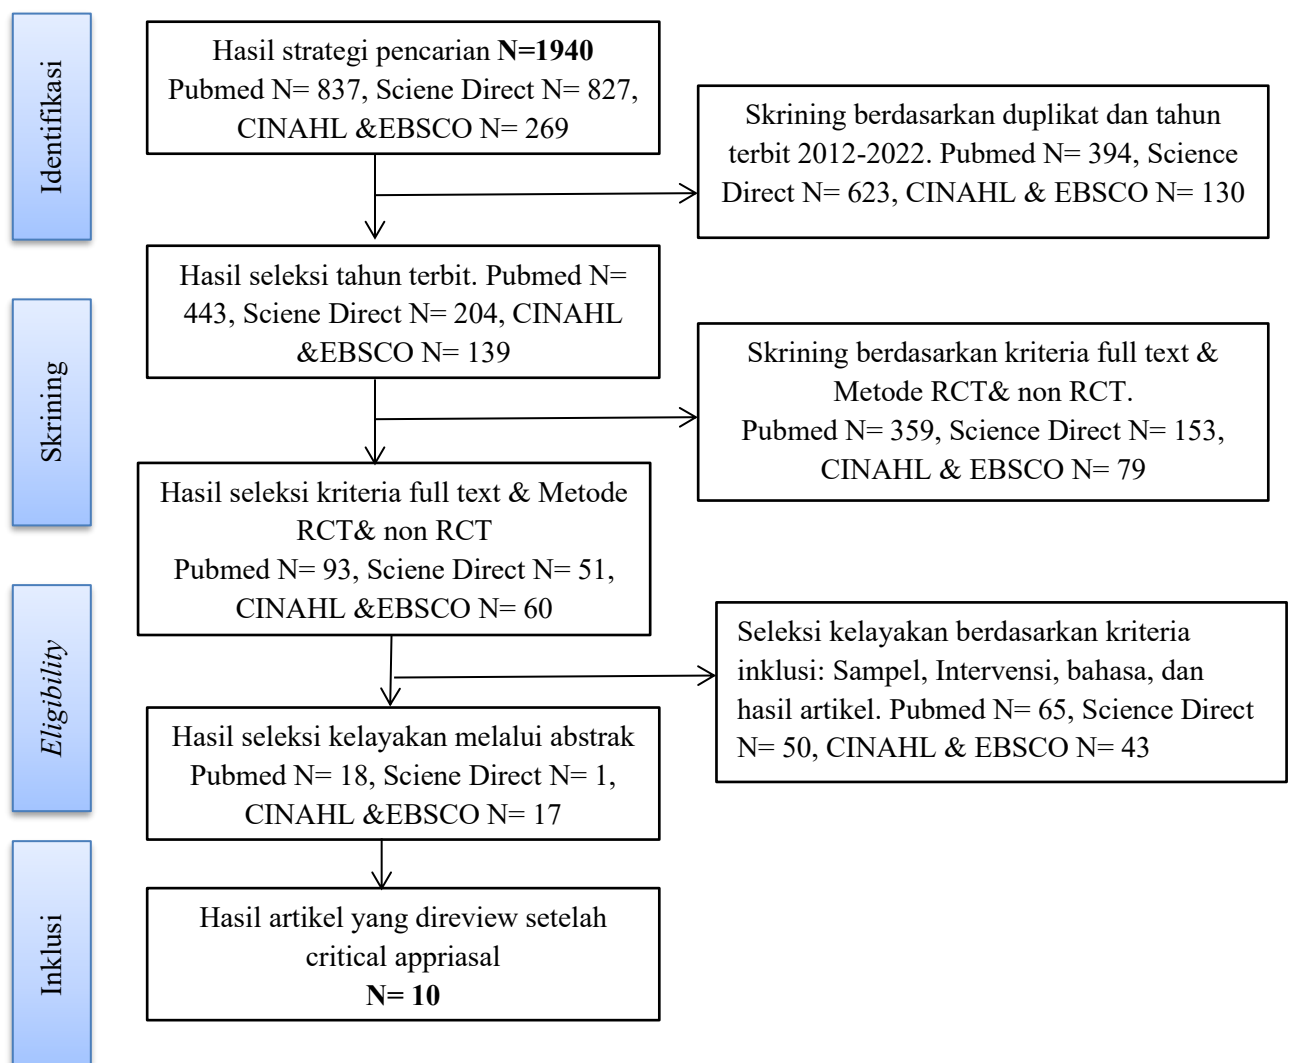 Identifikasi
Hasil strategi pencarian N=1940
Pubmed N= 837, Sciene Direct N= 827,
CINAHL &EBSCO N= 269
Skrining berdasarkan duplikat dan tahun
terbit 2012-2022. Pubmed N= 394, Science
Direct N= 623, CINAHL & EBSCO N= 130
Hasil seleksi tahun terbit. Pubmed N=
443, Sciene Direct N= 204, CINAHL
&EBSCO N= 139
Skrining
Skrining berdasarkan kriteria full text &
Metode RCT& non RCT.
Pubmed N= 359, Science Direct N= 153,
CINAHL & EBSCO N= 79
Hasil seleksi kriteria full text & Metode
RCT& non RCT
Pubmed N= 93, Sciene Direct N= 51,
CINAHL &EBSCO N= 60
Eligibility
Seleksi kelayakan berdasarkan kriteria
inklusi: Sampel, Intervensi, bahasa, dan
hasil artikel. Pubmed N= 65, Science Direct
N= 50, CINAHL & EBSCO N= 43
Hasil seleksi kelayakan melalui abstrak
Pubmed N= 18, Sciene Direct N= 1,
CINAHL &EBSCO N= 17
Inklusi
Hasil artikel yang direview setelah
critical appriasal
N= 10